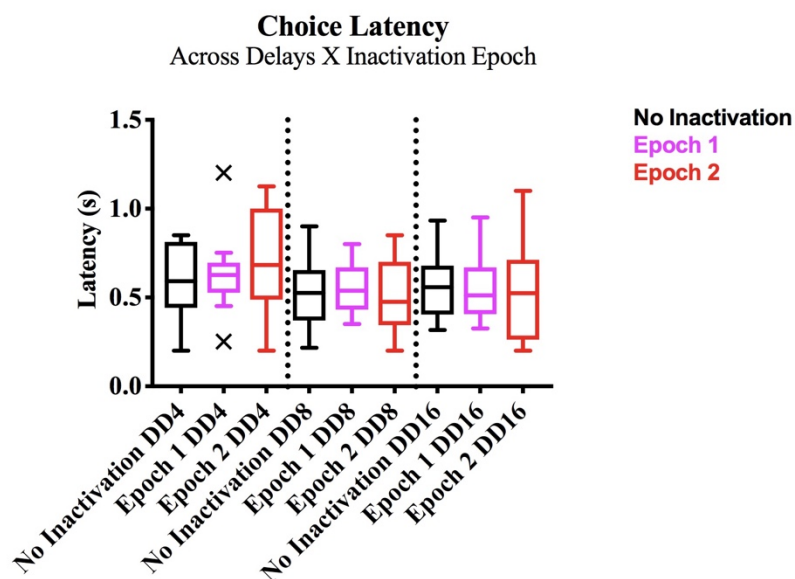 Choice Latency
Across Delays X Inactivation Epoch
No Inactivation
Epoch 1
Epoch 2
Latency (s)
1.5
1.0
0.5
0.0
No Inactivation DD4
Epoch 1 DD4
Epoch 2 DD4
No Inactivation DD8
Epoch 1 DD8
Epoch 2 DD8
No Inactivation DD16
Epoch 1 DD16
Epoch 2 DD16